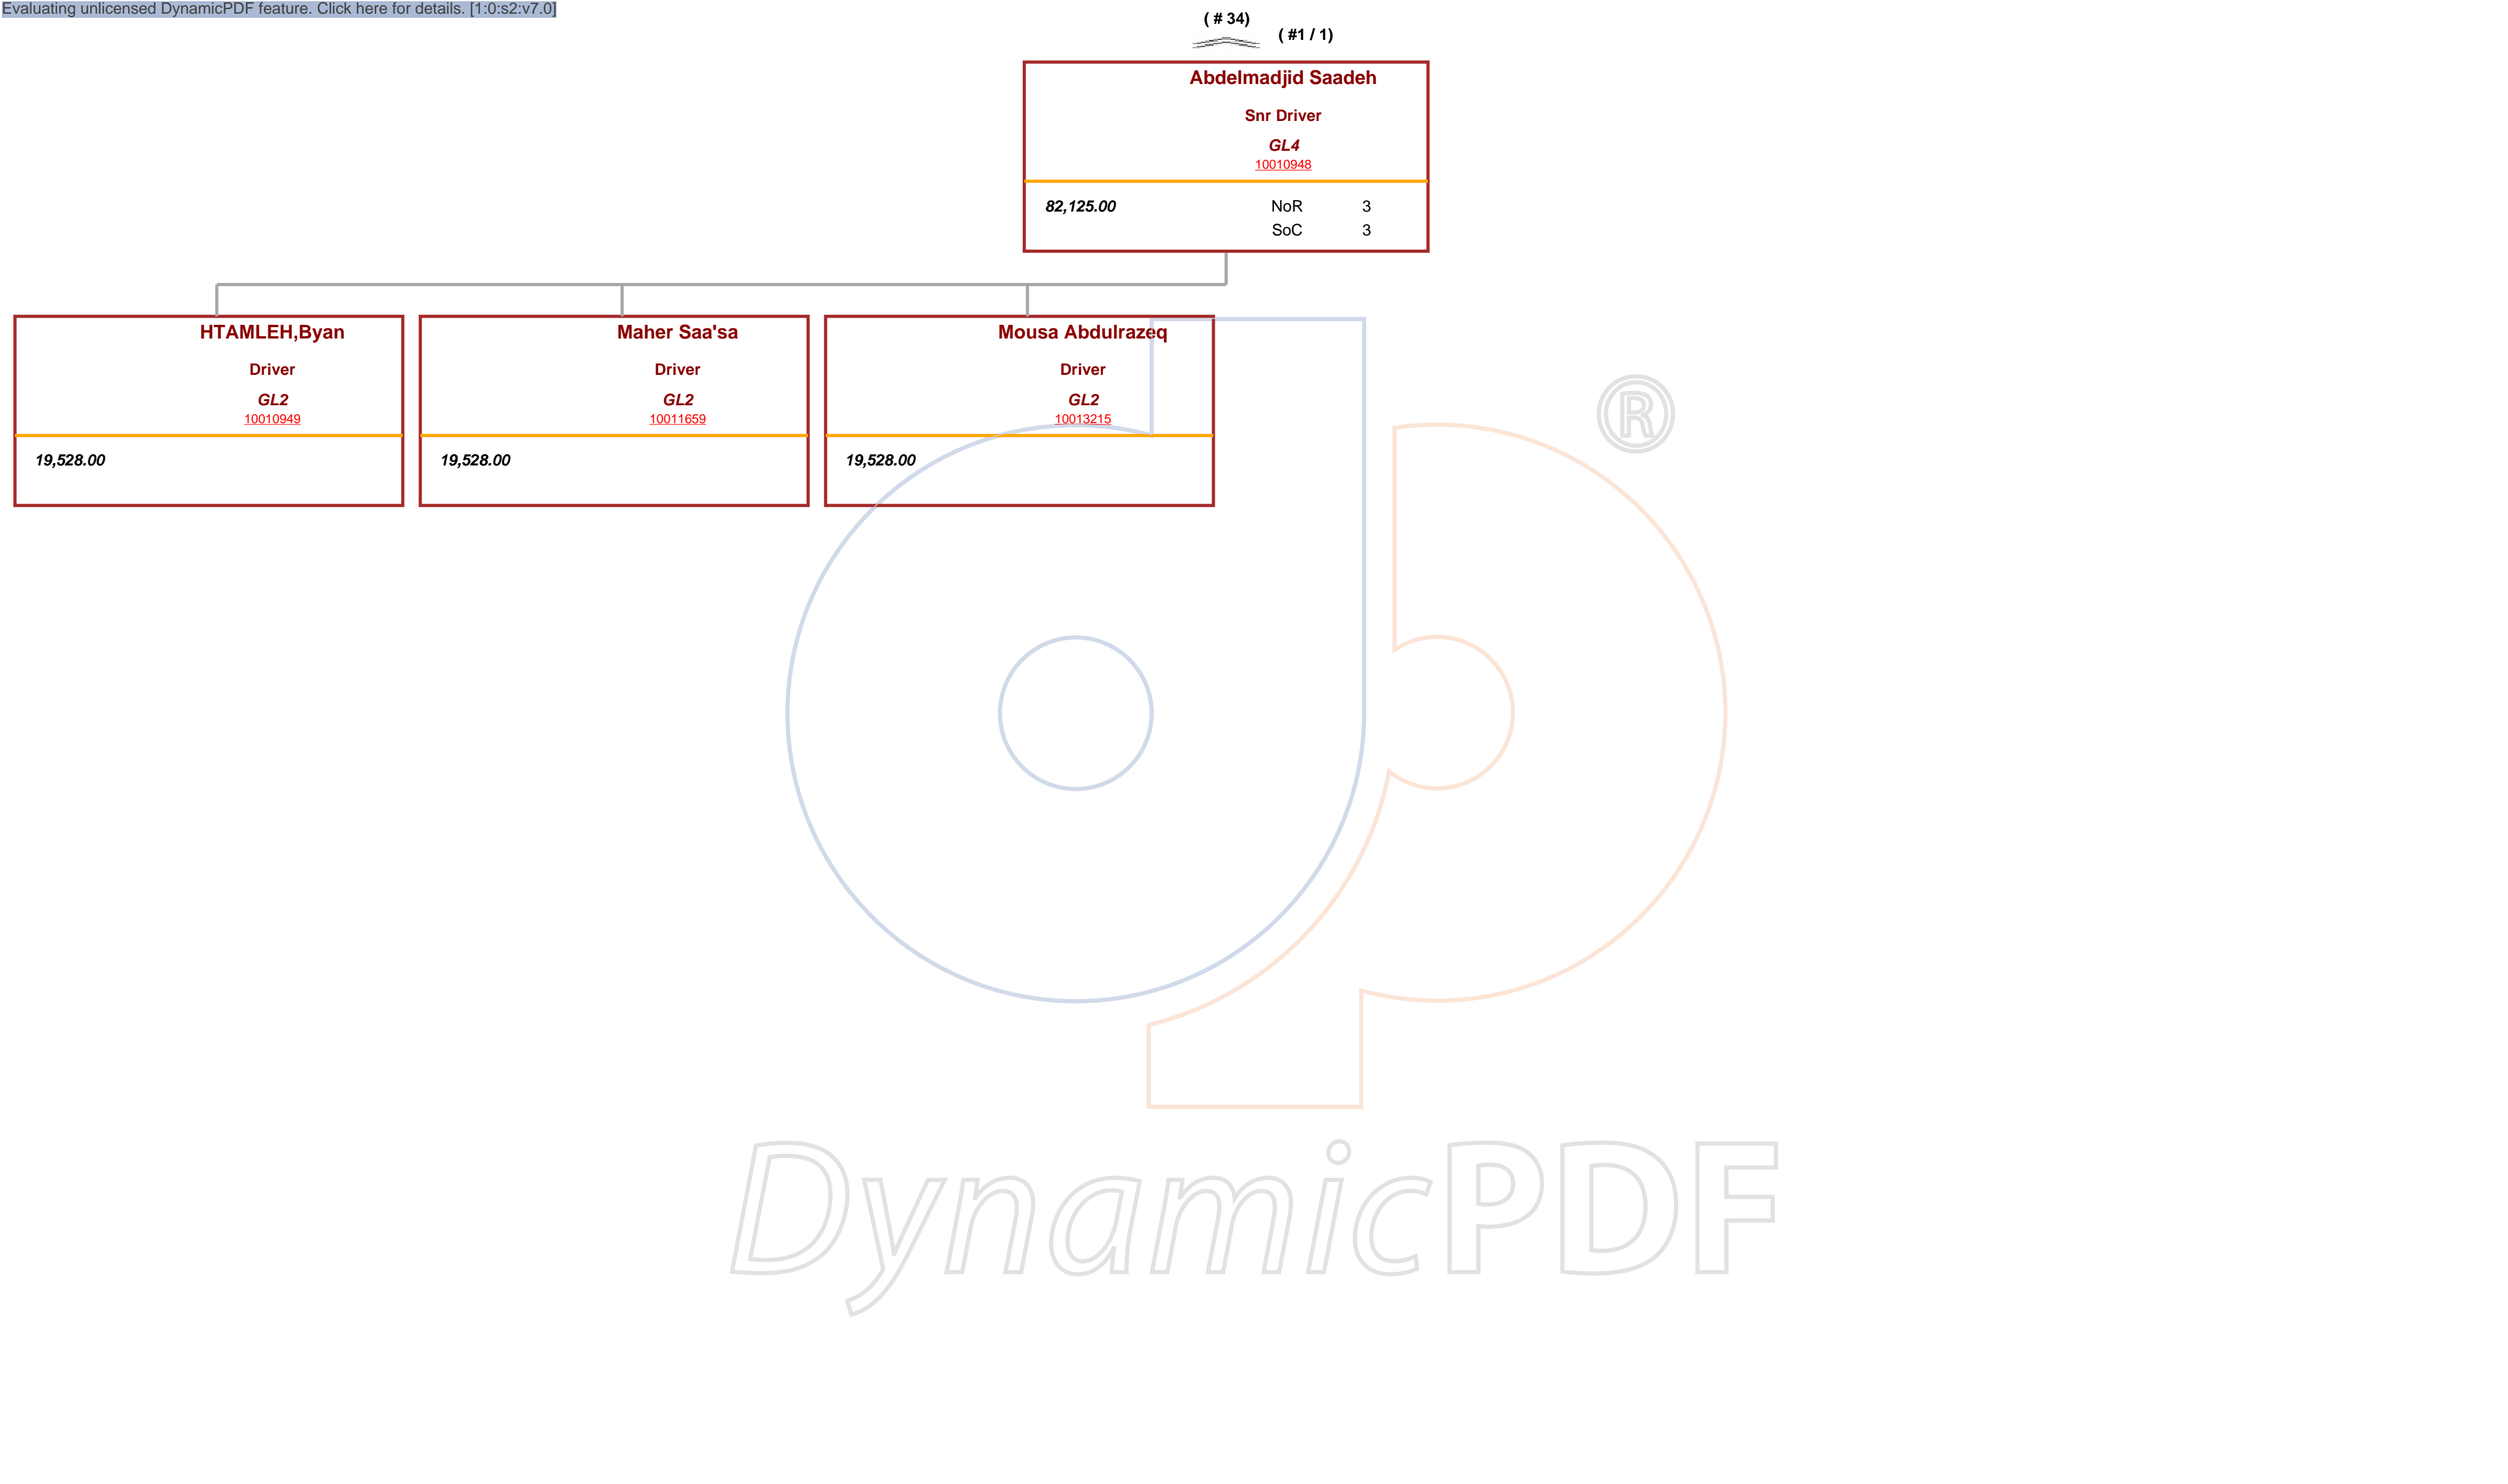 Evaluating unlicensed DynamicPDF feature. Click here for details. [1:0:s2:v7.0]
( # 34)
( #1 / 1)
Abdelmadjid Saadeh
Snr Driver
GL4
10010948
82,125.00 NoR 3
SoC 3
HTAMLEH,Byan
Driver
GL2
10010949
19,528.00
Maher Saa'sa
Driver
GL2
10011659
19,528.00
Mousa Abdulrazeq
Driver
GL2
10013215
19,528.00
®
DynamicPDF